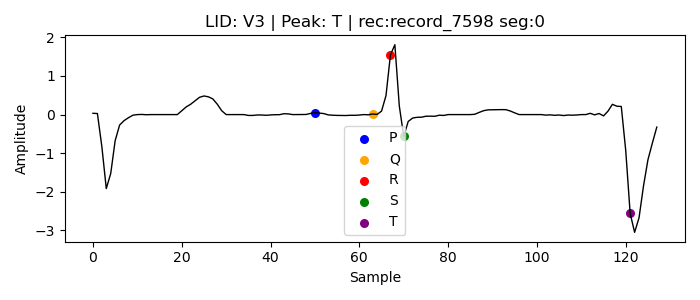 LID: V3 | Peak: T | rec:record_7598 seg:0
2
1
0
−1
−2
−3
Amplitude
P
Q
R
S
T
0 20 40 60 80 100 120
Sample